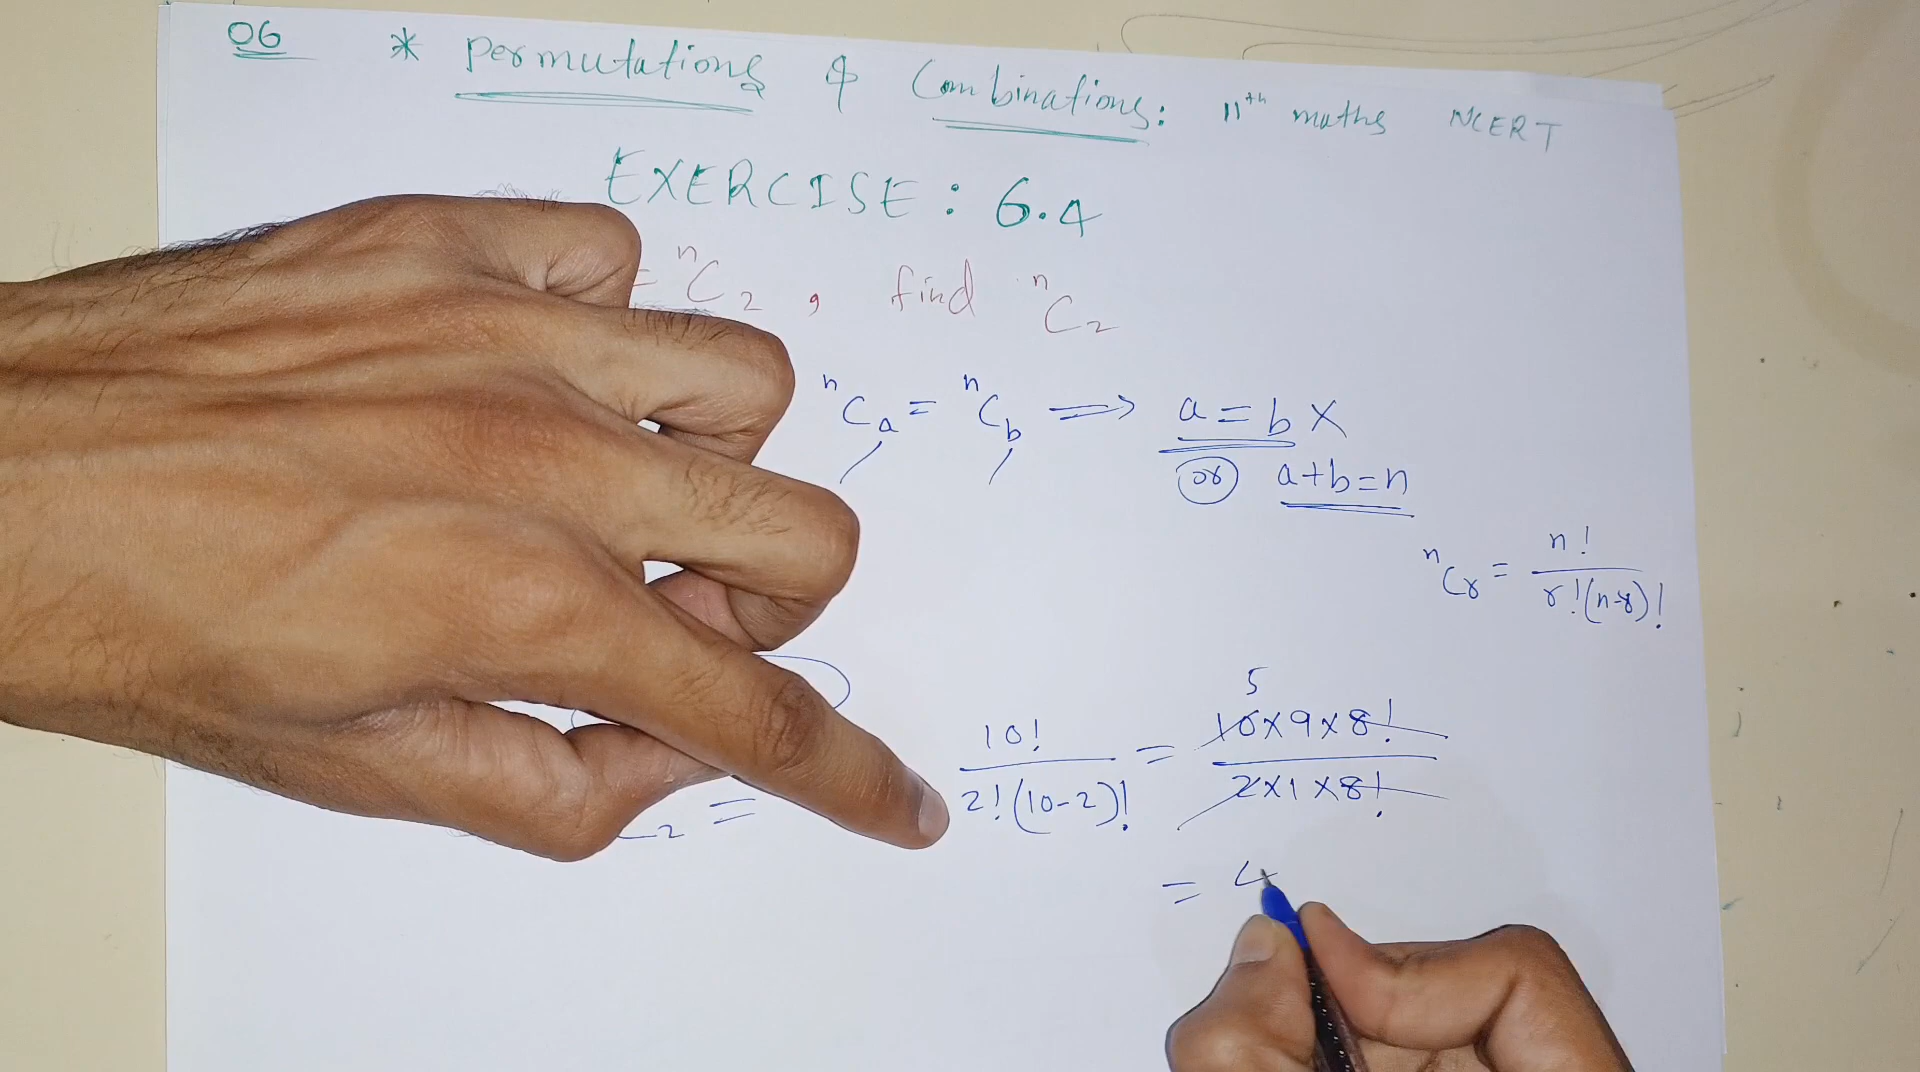 06 * Permutations & Combinations: 11th maths NCERT
EXERCISE: 6.4
= ⁿC₂, find ⁿC₂
ⁿCₐ = ⁿC_b ⟹ a=b X
or a+b=n
ⁿCᵣ = n! / r!(n-r)!
5
10! / 2!(10-2)! = 10×9×8! / 2×1×8!
C₂ =
= 4